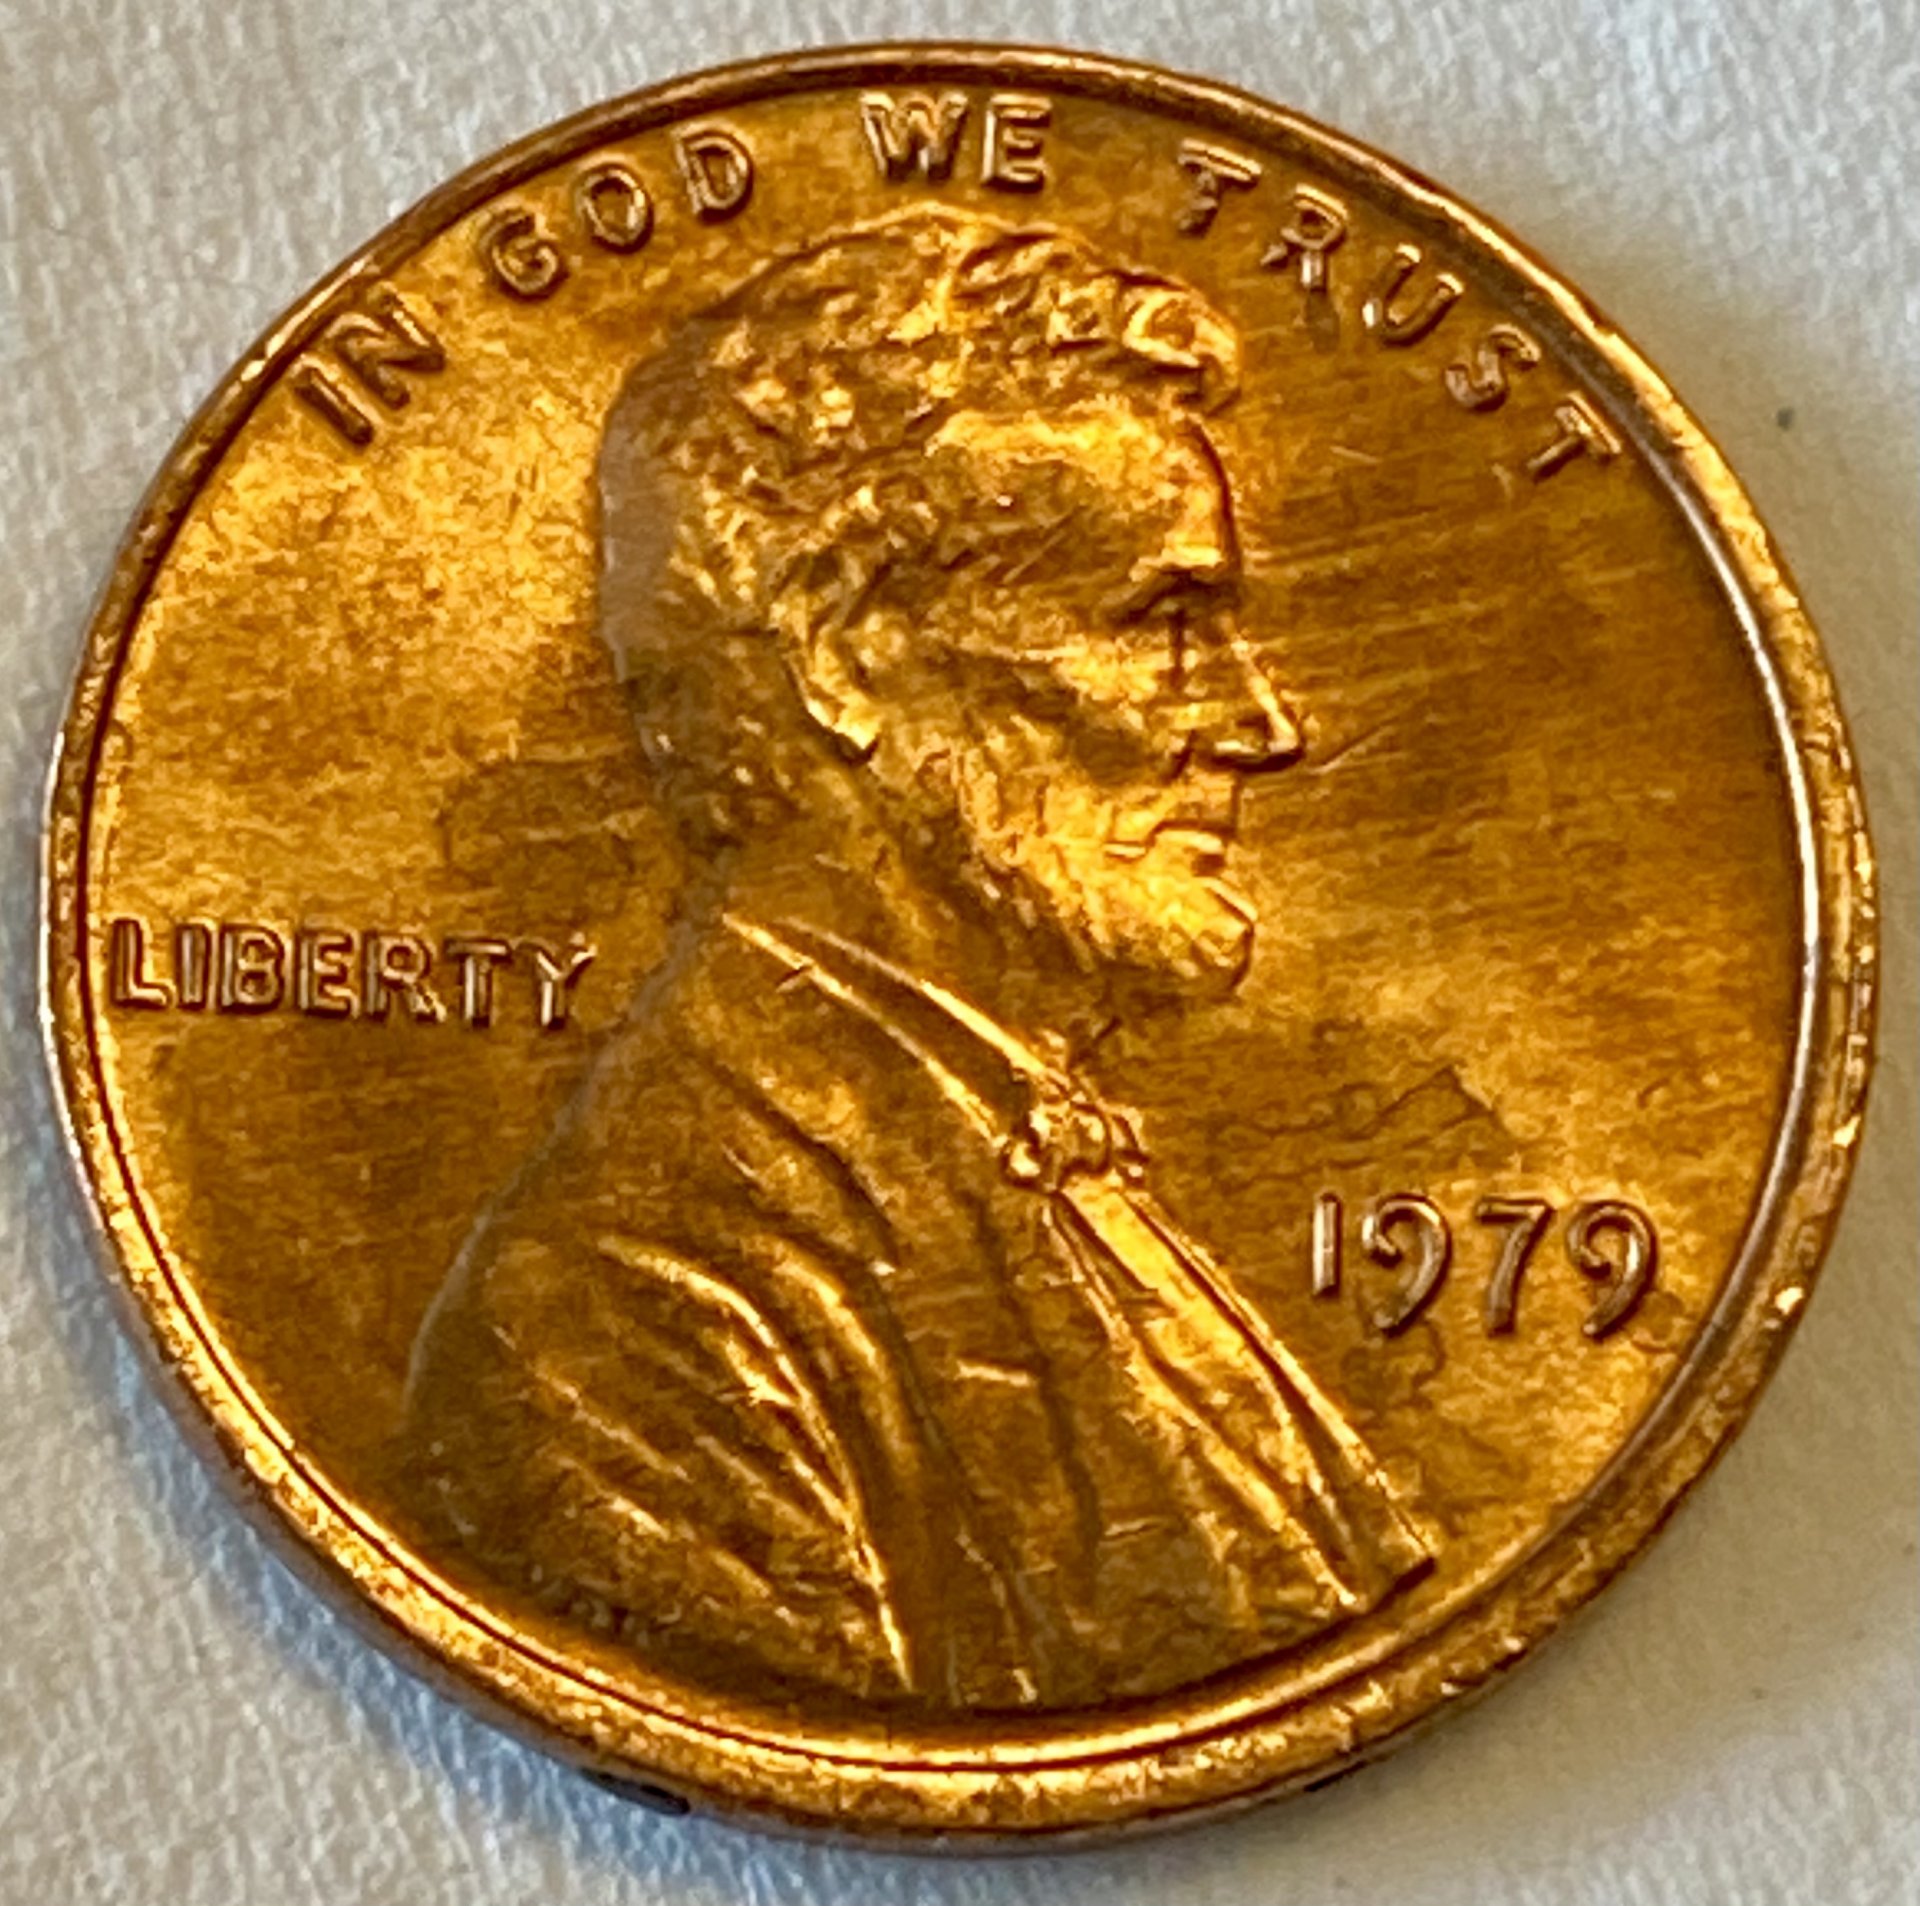 IN GOD WE TRUST
LIBERTY
1979